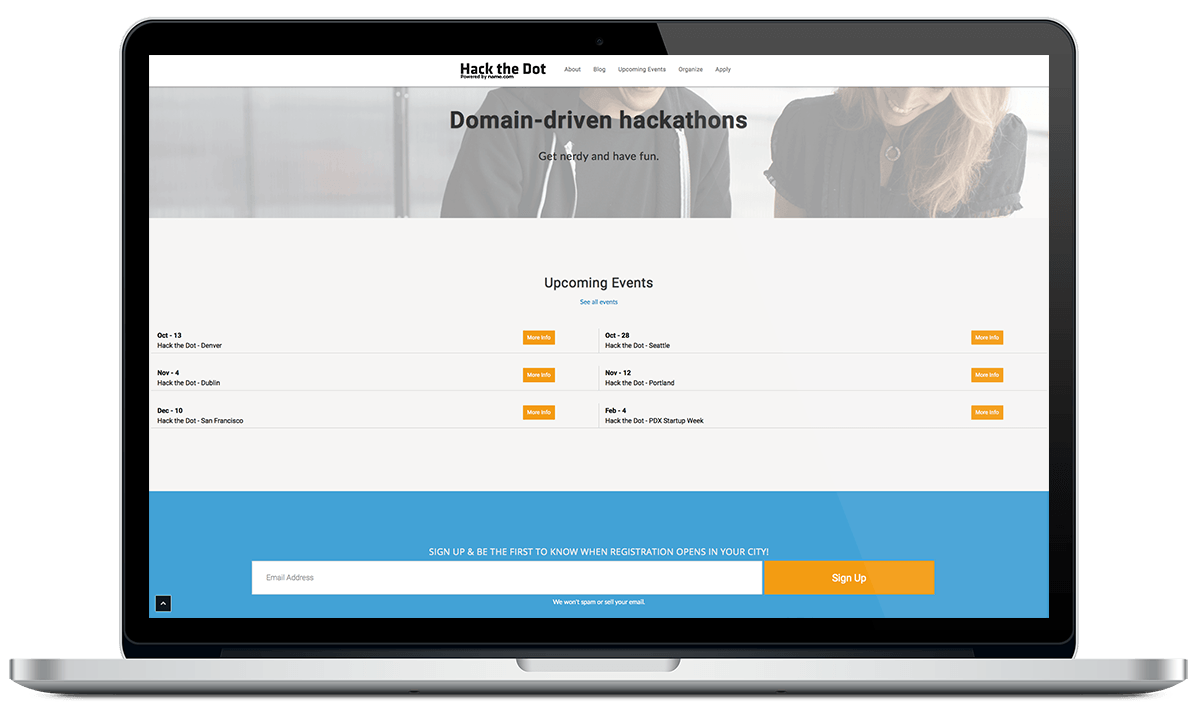 Hack the Dot
Powered by name.com
About Blog Upcoming Events Organize Apply
Domain-driven hackathons
Get nerdy and have fun.
Upcoming Events
See all events
Oct - 13
Hack the Dot - Denver
More Info
Oct - 28
Hack the Dot - Seattle
More Info
Nov - 4
Hack the Dot - Dublin
More Info
Nov - 12
Hack the Dot - Portland
More Info
Dec - 10
Hack the Dot - San Francisco
More Info
Feb - 4
Hack the Dot - PDX Startup Week
More Info
SIGN UP & BE THE FIRST TO KNOW WHEN REGISTRATION OPENS IN YOUR CITY!
Email Address
Sign Up
We won't spam or sell your email.